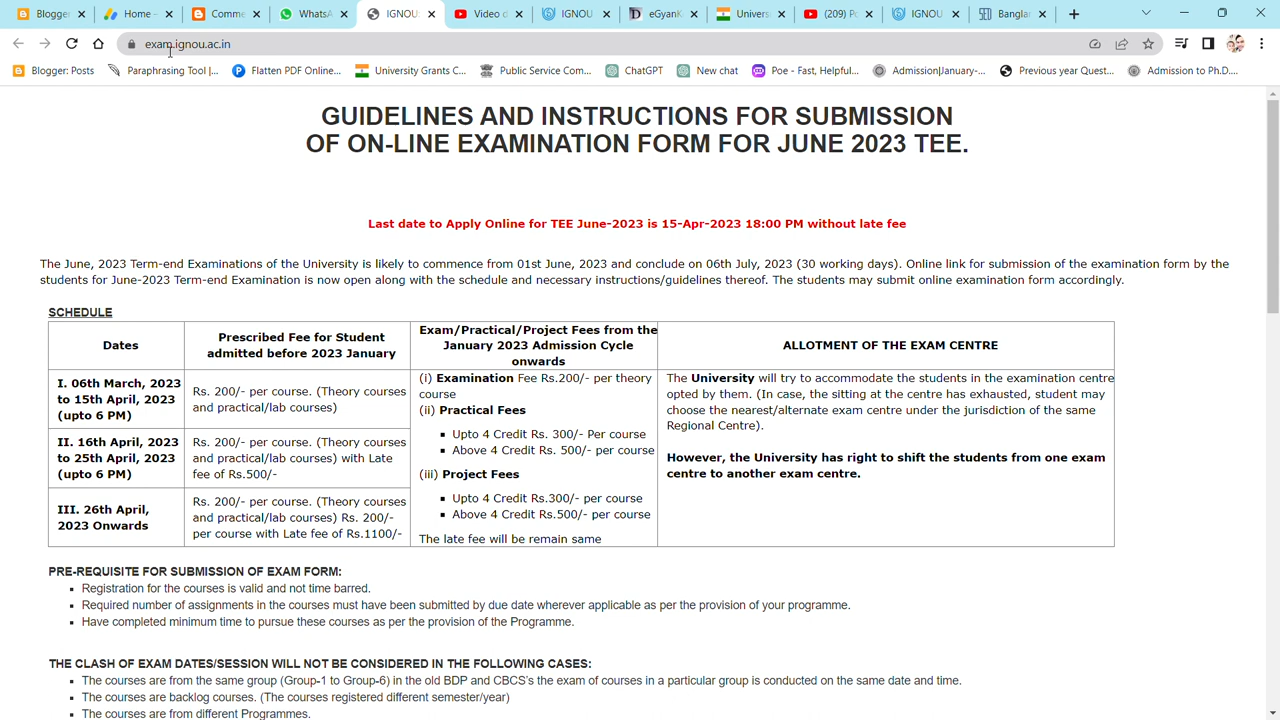 Blogger
Home -
Comme
WhatsA
IGNOU:
Video d
IGNOU
eGyanK
Univers
(209) Po
IGNOU
Banglar
exam.ignou.ac.in
Blogger: Posts
Paraphrasing Tool |...
Flatten PDF Online...
University Grants C...
Public Service Com...
ChatGPT
New chat
Poe - Fast, Helpful...
Admission|January-...
Previous year Quest...
Admission to Ph.D....
GUIDELINES AND INSTRUCTIONS FOR SUBMISSION
OF ON-LINE EXAMINATION FORM FOR JUNE 2023 TEE.
Last date to Apply Online for TEE June-2023 is 15-Apr-2023 18:00 PM without late fee
The June, 2023 Term-end Examinations of the University is likely to commence from 01st June, 2023 and conclude on 06th July, 2023 (30 working days). Online link for submission of the examination form by the
students for June-2023 Term-end Examination is now open along with the schedule and necessary instructions/guidelines thereof. The students may submit online examination form accordingly.
SCHEDULE
Dates
Prescribed Fee for Student
admitted before 2023 January
Exam/Practical/Project Fees from the
January 2023 Admission Cycle
onwards
ALLOTMENT OF THE EXAM CENTRE
I. 06th March, 2023
to 15th April, 2023
(upto 6 PM)
Rs. 200/- per course. (Theory courses
and practical/lab courses)
II. 16th April, 2023
to 25th April, 2023
(upto 6 PM)
Rs. 200/- per course. (Theory courses
and practical/lab courses) with Late
fee of Rs.500/-
III. 26th April,
2023 Onwards
Rs. 200/- per course. (Theory courses
and practical/lab courses) Rs. 200/-
per course with Late fee of Rs.1100/-
(i) Examination Fee Rs.200/- per theory
course
(ii) Practical Fees
Upto 4 Credit Rs. 300/- Per course
Above 4 Credit Rs. 500/- per course
(iii) Project Fees
Upto 4 Credit Rs.300/- per course
Above 4 Credit Rs.500/- per course
The late fee will be remain same
The University will try to accommodate the students in the examination centre
opted by them. (In case, the sitting at the centre has exhausted, student may
choose the nearest/alternate exam centre under the jurisdiction of the same
Regional Centre).
However, the University has right to shift the students from one exam
centre to another exam centre.
PRE-REQUISITE FOR SUBMISSION OF EXAM FORM:
Registration for the courses is valid and not time barred.
Required number of assignments in the courses must have been submitted by due date wherever applicable as per the provision of your programme.
Have completed minimum time to pursue these courses as per the provision of the Programme.
THE CLASH OF EXAM DATES/SESSION WILL NOT BE CONSIDERED IN THE FOLLOWING CASES:
The courses are from the same group (Group-1 to Group-6) in the old BDP and CBCS's the exam of courses in a particular group is conducted on the same date and time.
The courses are backlog courses. (The courses registered different semester/year)
The courses are from different Programmes.